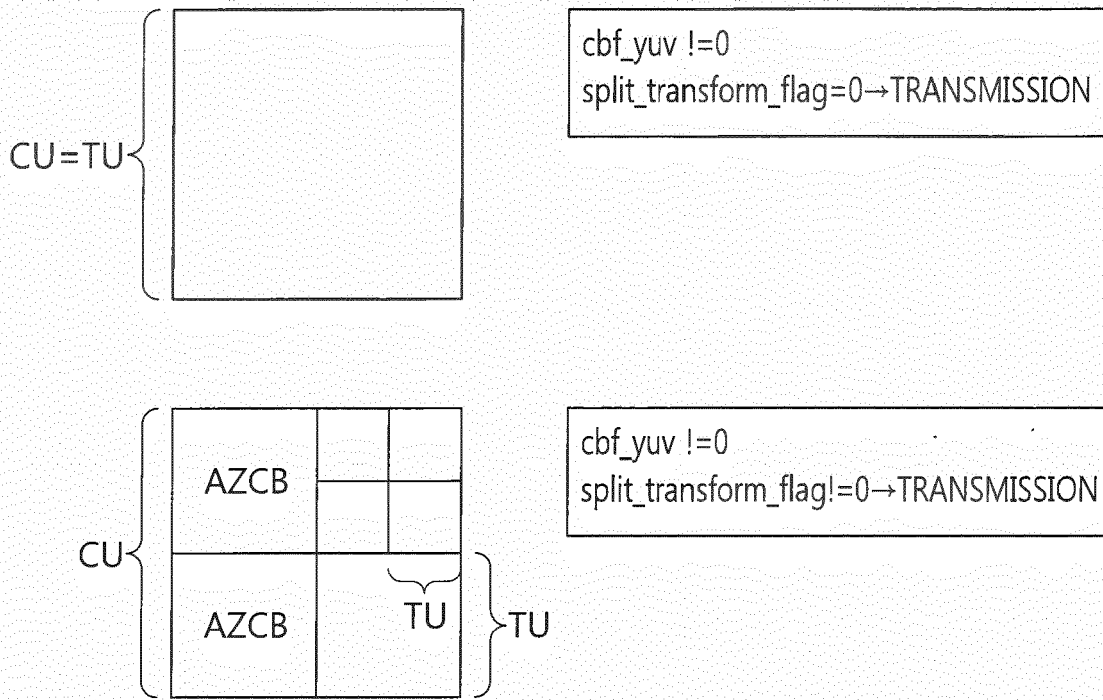 CU=TU
cbf_yuv !=0
split_transform_flag=0→TRANSMISSION
CU
AZCB
AZCB
TU
TU
cbf_yuv !=0
split_transform_flag!=0→TRANSMISSION